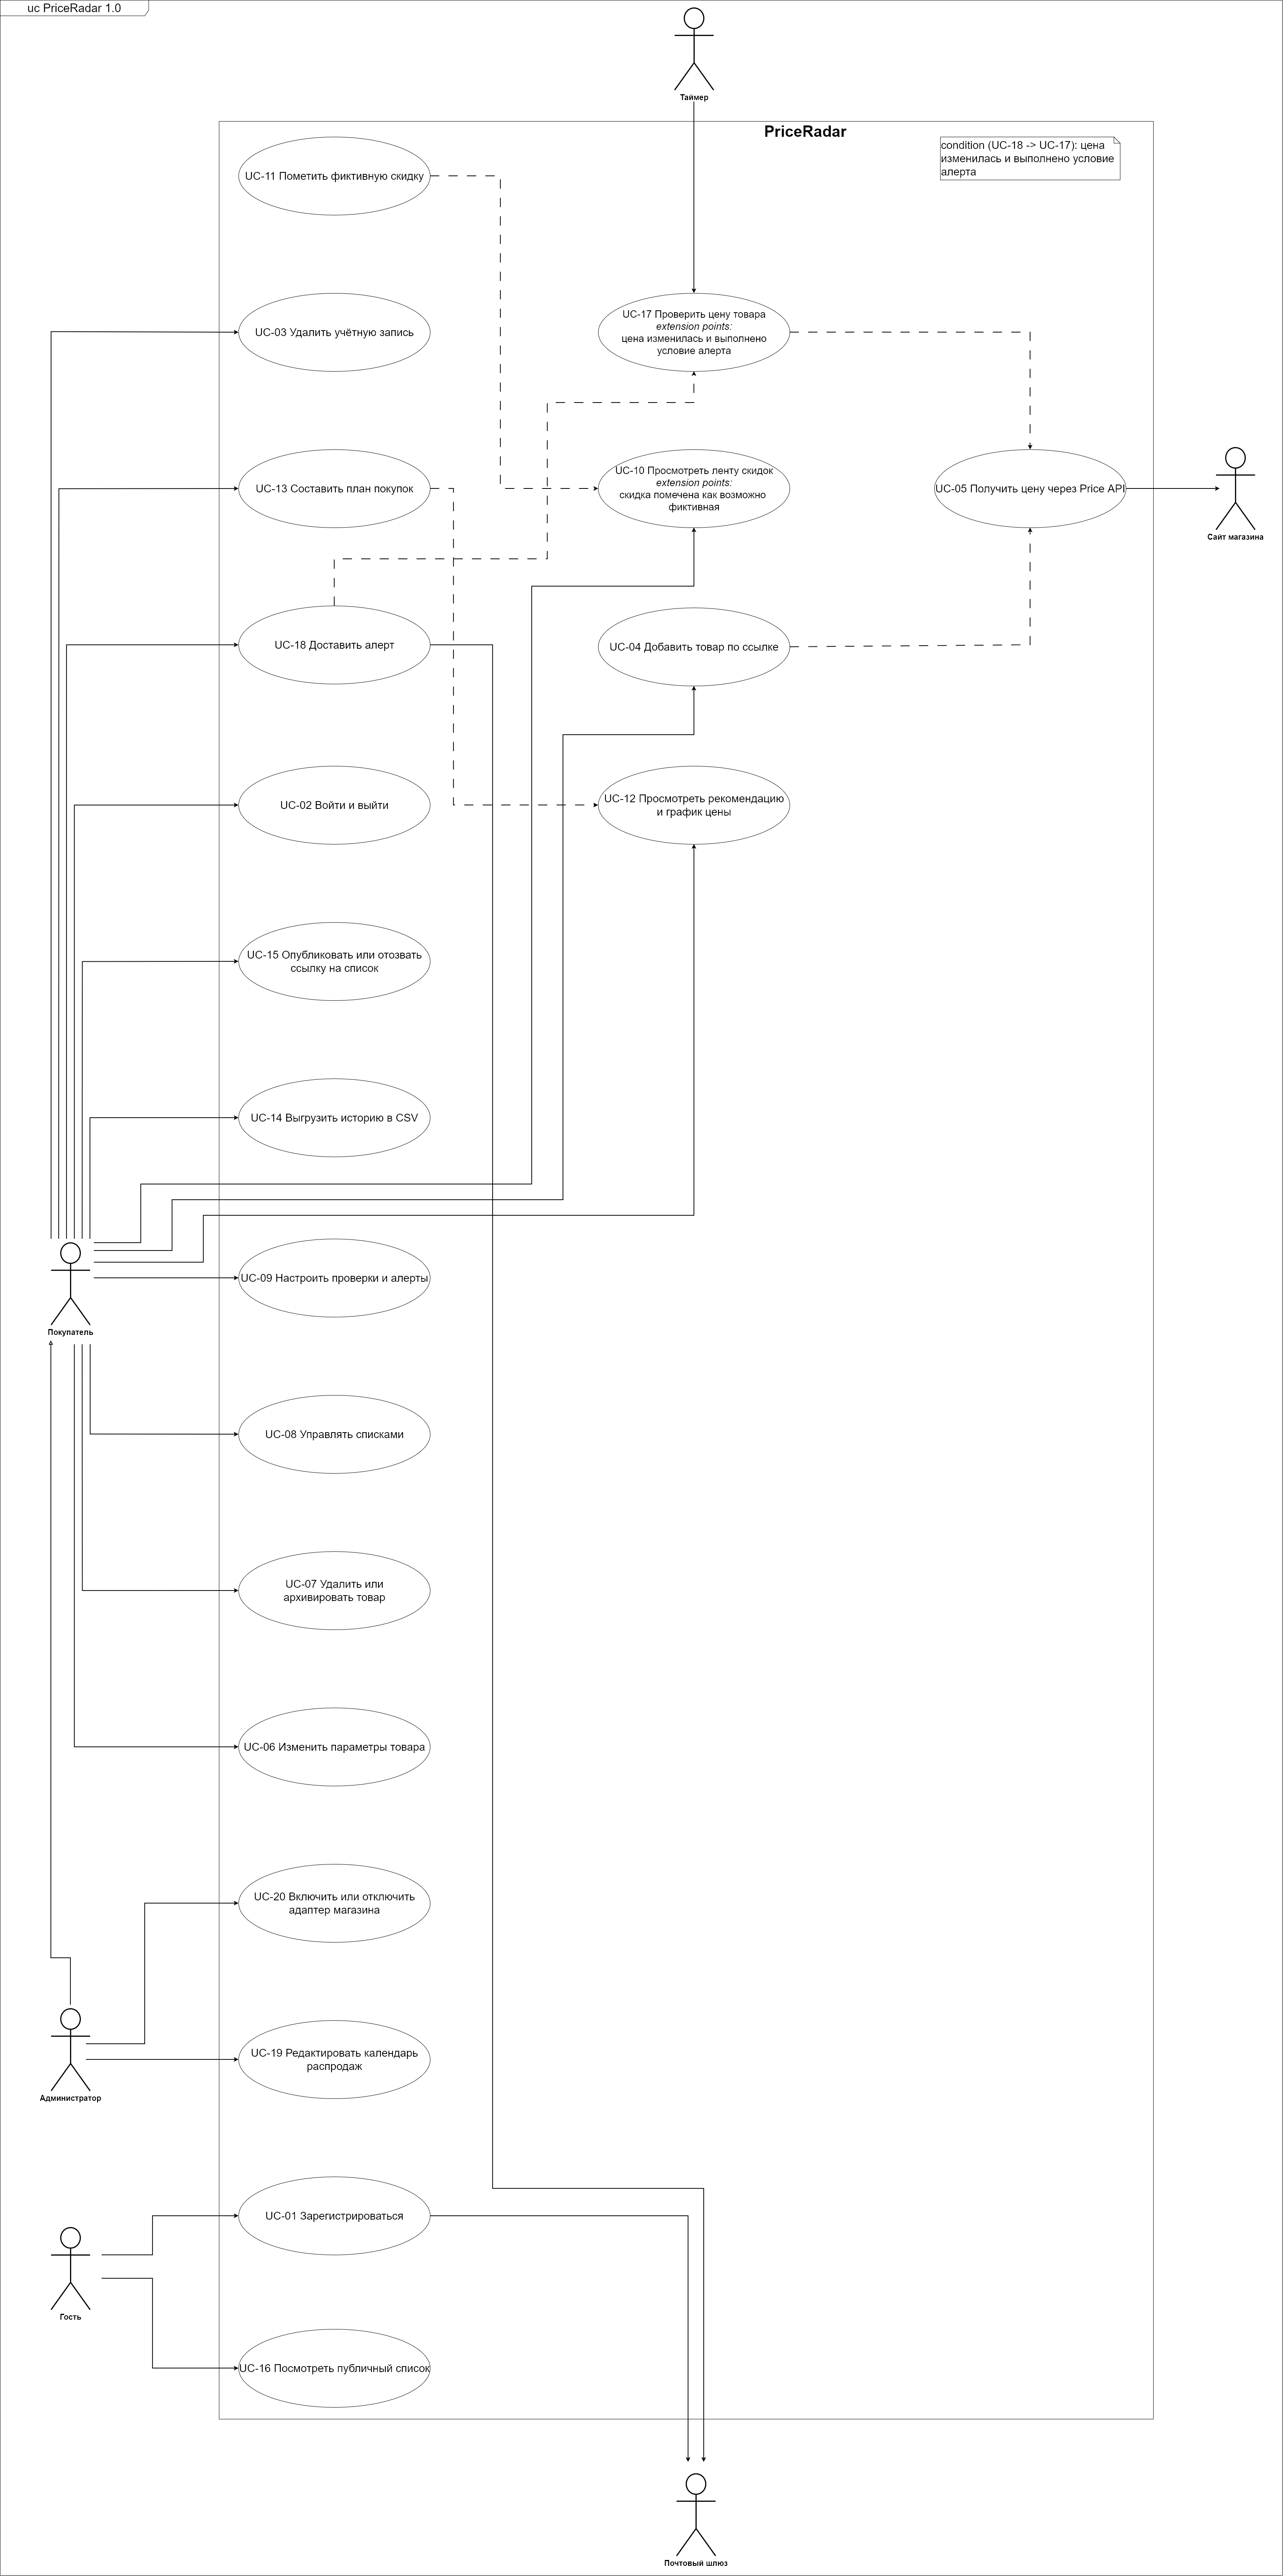 uc PriceRadar 1.0
Таймер
PriceRadar
condition (UC-18 -> UC-17): цена
изменилась и выполнено условие
алерта
UC-11 Пометить фиктивную скидку
UC-03 Удалить учётную запись
UC-17 Проверить цену товара
extension points:
цена изменилась и выполнено
условие алерта
UC-13 Составить план покупок
UC-10 Просмотреть ленту скидок
extension points:
скидка помечена как возможно
фиктивная
UC-05 Получить цену через Price API
Сайт магазина
UC-18 Доставить алерт
UC-04 Добавить товар по ссылке
UC-02 Войти и выйти
UC-12 Просмотреть рекомендацию
и график цены
UC-15 Опубликовать или отозвать
ссылку на список
UC-14 Выгрузить историю в CSV
UC-09 Настроить проверки и алерты
Покупатель
UC-08 Управлять списками
UC-07 Удалить или
архивировать товар
UC-06 Изменить параметры товара
UC-20 Включить или отключить
адаптер магазина
UC-19 Редактировать календарь
распродаж
Администратор
UC-01 Зарегистрироваться
Гость
UC-16 Посмотреть публичный список
Почтовый шлюз